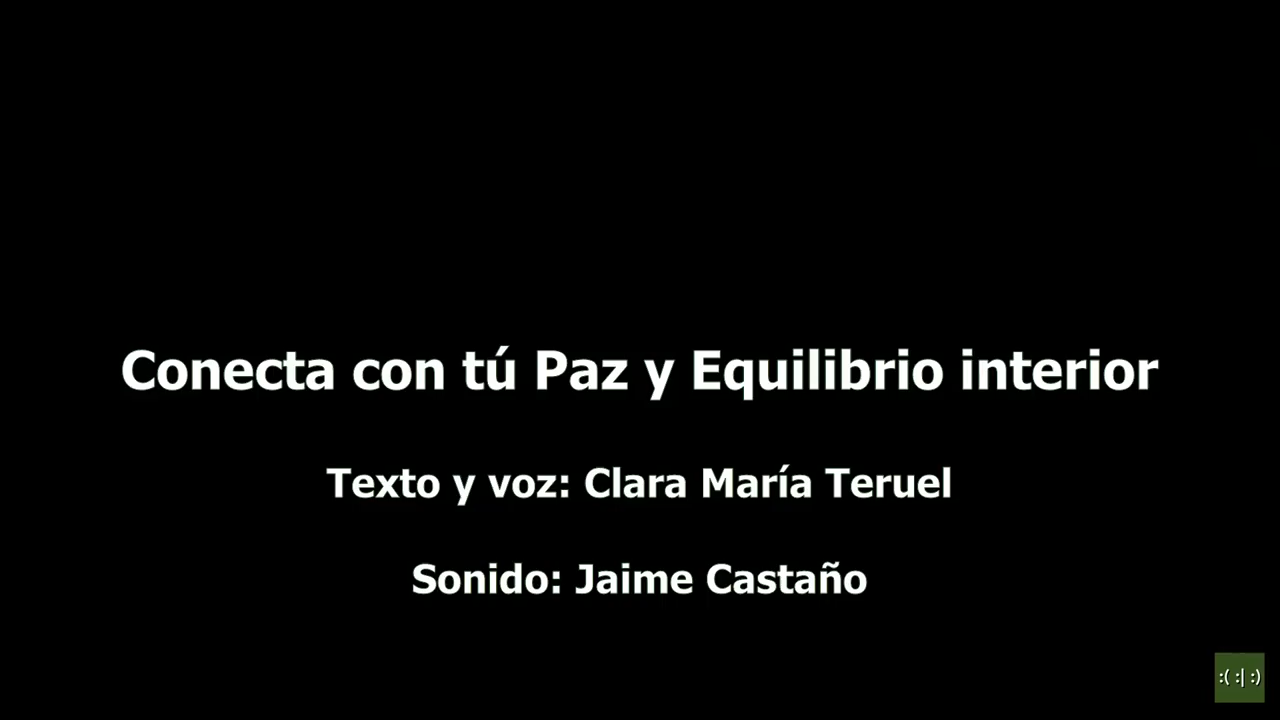 Conecta con tú Paz y Equilibrio interior
Texto y voz: Clara María Teruel
Sonido: Jaime Castaño
:( :| :)